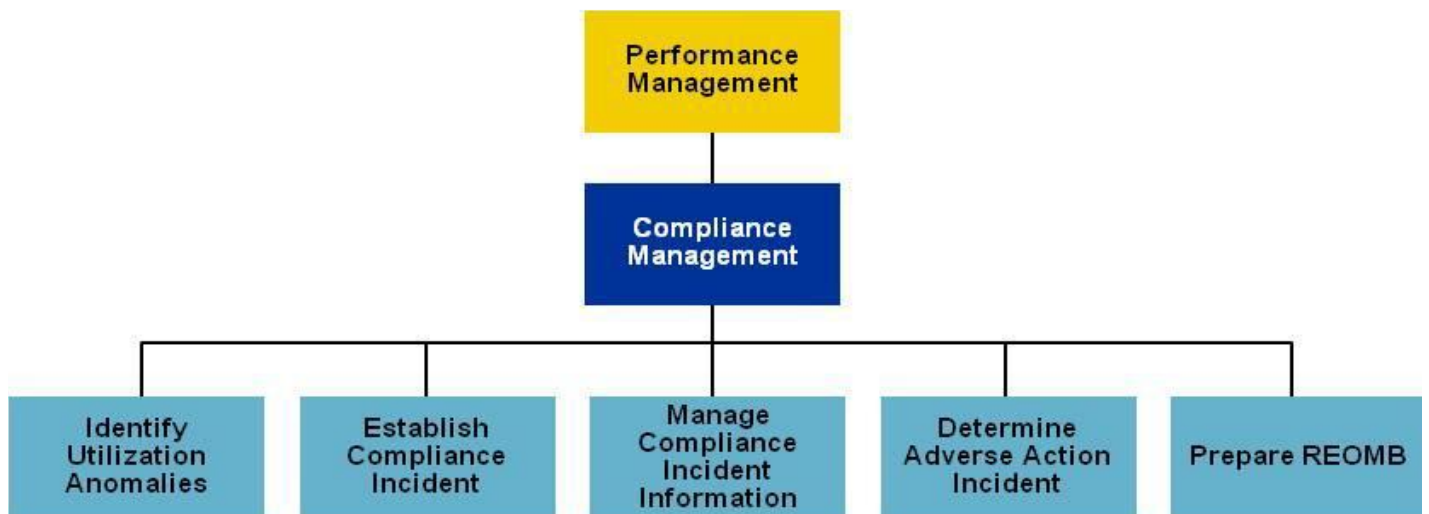 Performance
Management
Compliance
Management
Identify
Utilization
Anomalies
Establish
Compliance
Incident
Manage
Compliance
Incident
Information
Determine
Adverse Action
Incident
Prepare REOMB